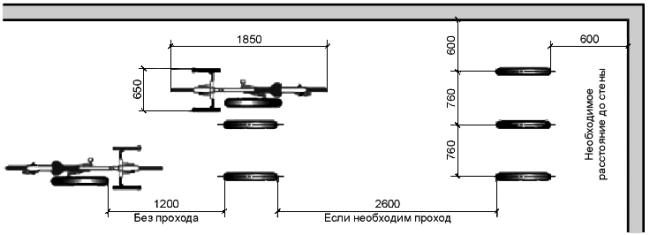 1850
600
600
650
760
760
Необходимое
расстояние до стены
1200
2600
Без прохода
Если необходим проход